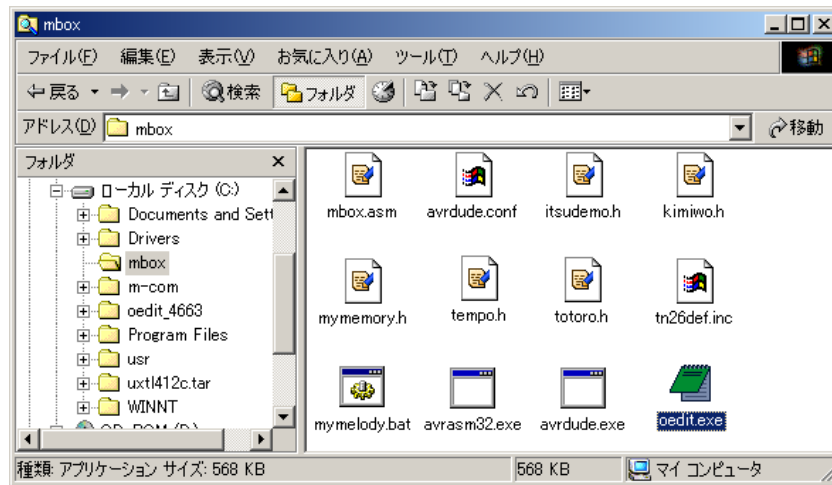 mbox
ファイル(F) 編集(E) 表示(V) お気に入り(A) ツール(T) ヘルプ(H)
戻る 検索 フォルダ
アドレス(D) mbox 移動
フォルダ
ローカル ディスク (C:)
Documents and Sett
Drivers
mbox
m-com
oedit_4663
Program Files
usr
uxtl412c.tar
WINNT
mbox.asm avrdude.conf itsudemo.h kimiwo.h
mymemory.h tempo.h totoro.h tn26def.inc
mymelody.bat avrasm32.exe avrdude.exe oedit.exe
種類: アプリケーション サイズ: 568 KB 568 KB マイ コンピュータ